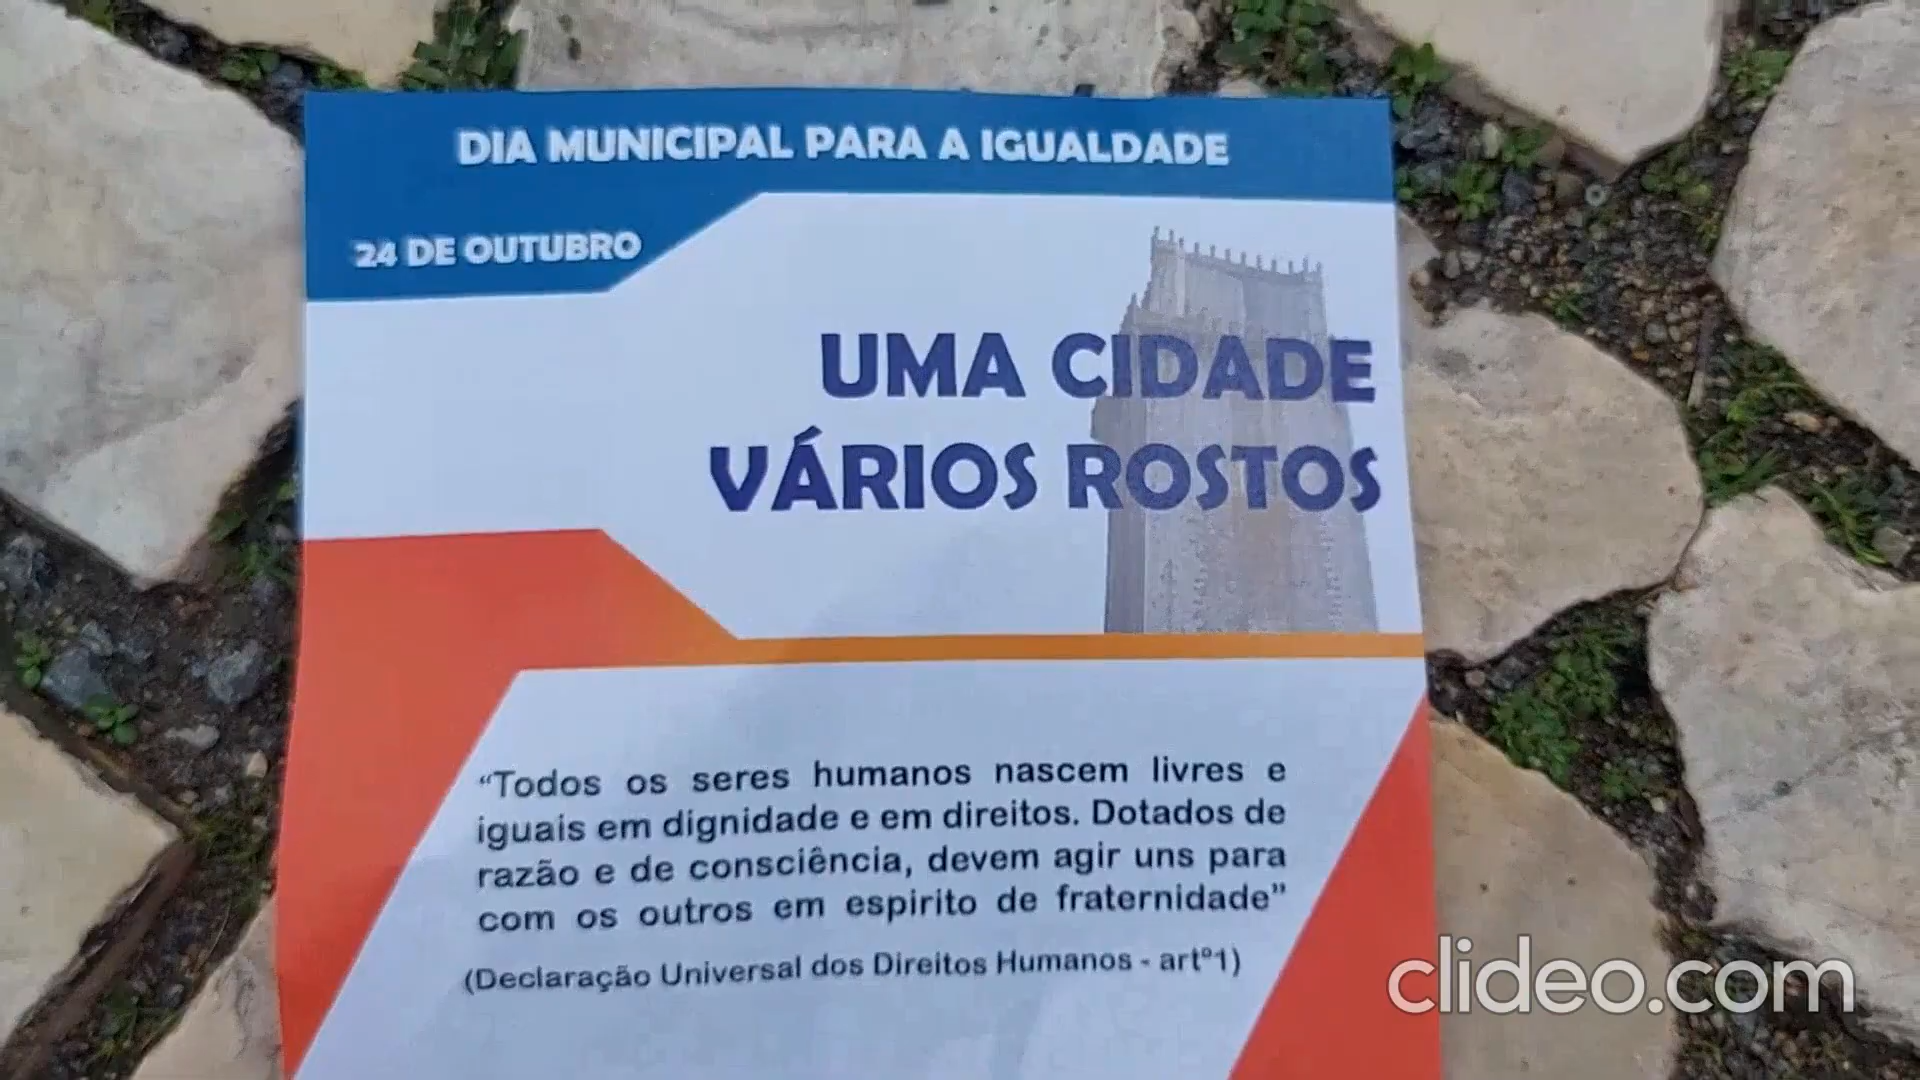 DIA MUNICIPAL PARA A IGUALDADE
24 DE OUTUBRO
UMA CIDADE
VÁRIOS ROSTOS
“Todos os seres humanos nascem livres e
iguais em dignidade e em direitos. Dotados de
razão e de consciência, devem agir uns para
com os outros em espirito de fraternidade”
(Declaração Universal dos Direitos Humanos - artº1)
clideo.com